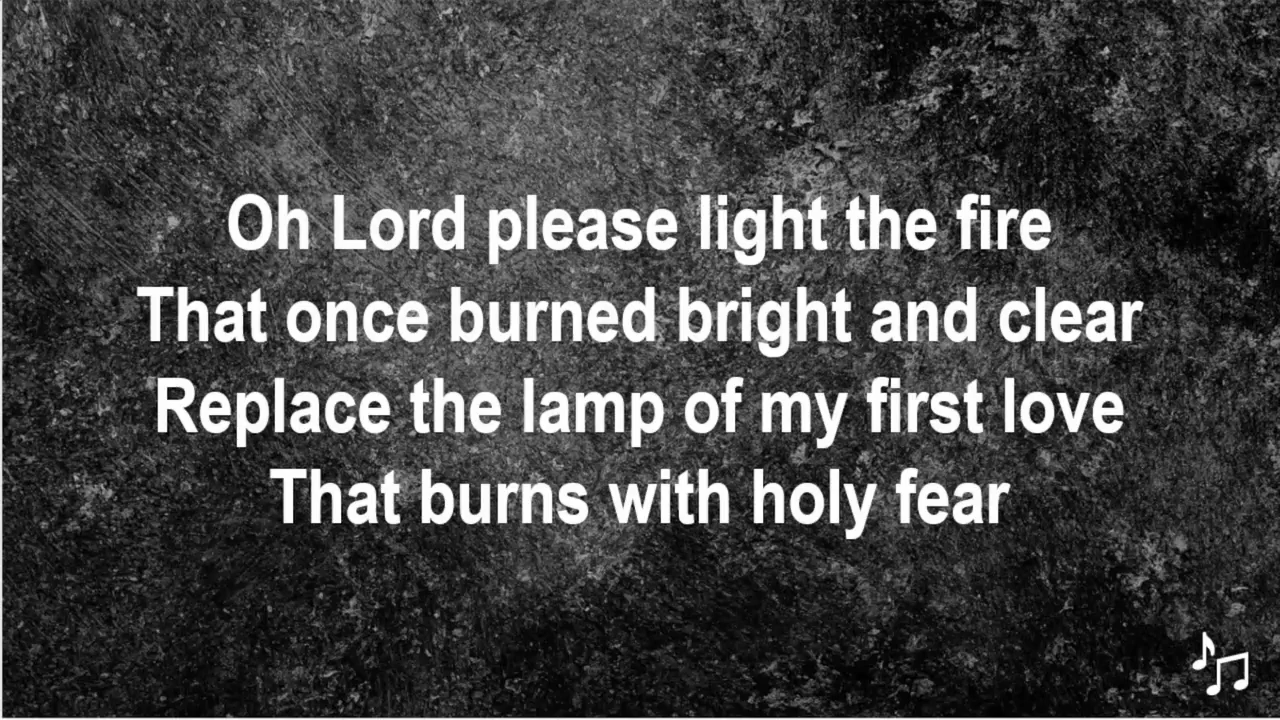 Oh Lord please light the fire
That once burned bright and clear
Replace the lamp of my first love
That burns with holy fear